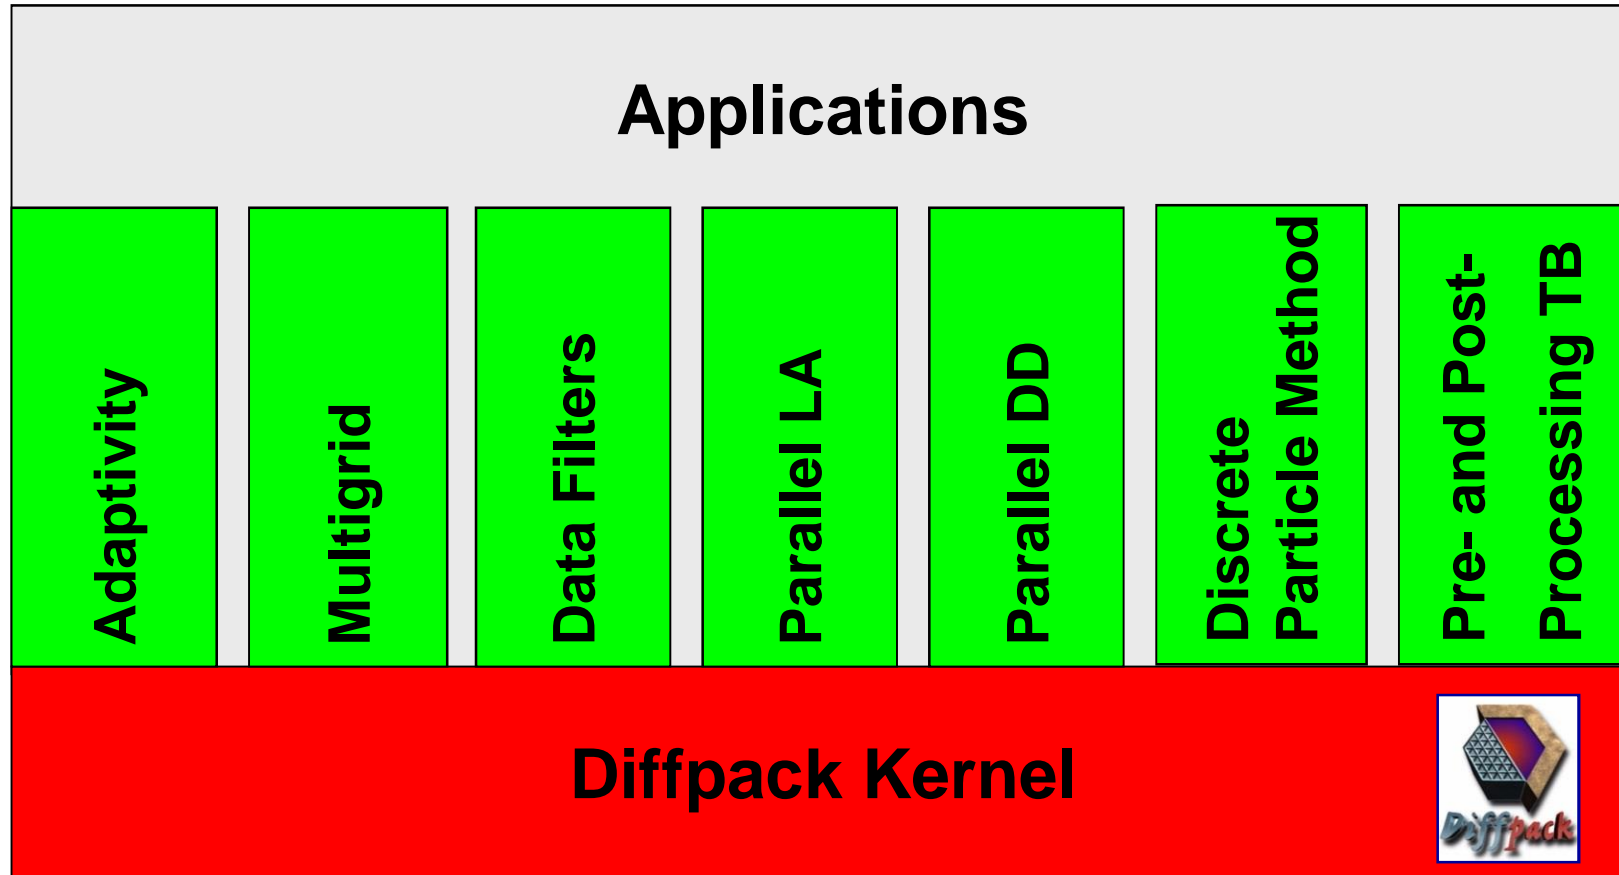 Applications
Adaptivity
Multigrid
Data Filters
Parallel LA
Parallel DD
Discrete
Particle Method
Pre- and Post-
Processing TB
Diffpack Kernel
Diffpack